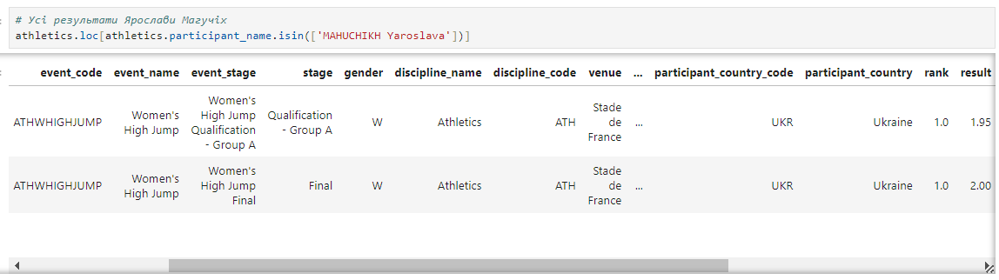 # Усі результати Ярослави Магучіх
athletics.loc[athletics.participant_name.isin(['MAHUCHIKH Yaroslava'])]
event_code event_name event_stage stage gender discipline_name discipline_code venue ... participant_country_code participant_country rank result
ATHWHIGHJUMP Women's High Jump Women's High Jump Qualification - Group A Qualification - Group A W Athletics ATH Stade de France ... UKR Ukraine 1.0 1.95
ATHWHIGHJUMP Women's High Jump Women's High Jump Final Final W Athletics ATH Stade de France ... UKR Ukraine 1.0 2.00